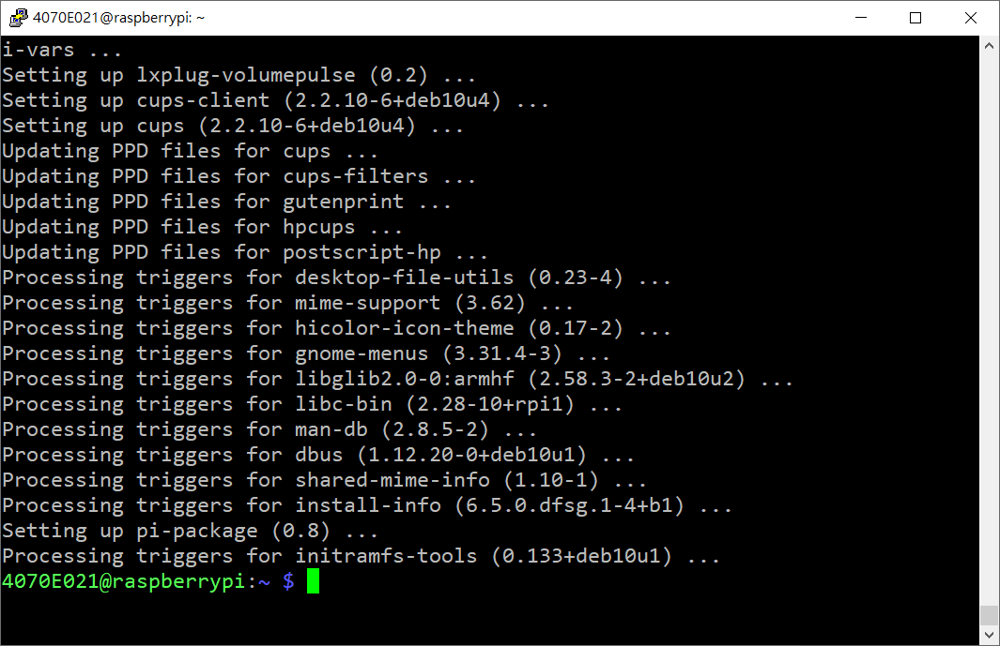 4070E021@raspberrypi: ~
i-vars ...
Setting up lxplug-volumepulse (0.2) ...
Setting up cups-client (2.2.10-6+deb10u4) ...
Setting up cups (2.2.10-6+deb10u4) ...
Updating PPD files for cups ...
Updating PPD files for cups-filters ...
Updating PPD files for gutenprint ...
Updating PPD files for hpcups ...
Updating PPD files for postscript-hp ...
Processing triggers for desktop-file-utils (0.23-4) ...
Processing triggers for mime-support (3.62) ...
Processing triggers for hicolor-icon-theme (0.17-2) ...
Processing triggers for gnome-menus (3.31.4-3) ...
Processing triggers for libglib2.0-0:armhf (2.58.3-2+deb10u2) ...
Processing triggers for libc-bin (2.28-10+rpi1) ...
Processing triggers for man-db (2.8.5-2) ...
Processing triggers for dbus (1.12.20-0+deb10u1) ...
Processing triggers for shared-mime-info (1.10-1) ...
Processing triggers for install-info (6.5.0.dfsg.1-4+b1) ...
Setting up pi-package (0.8) ...
Processing triggers for initramfs-tools (0.133+deb10u1) ...
4070E021@raspberrypi:~ $